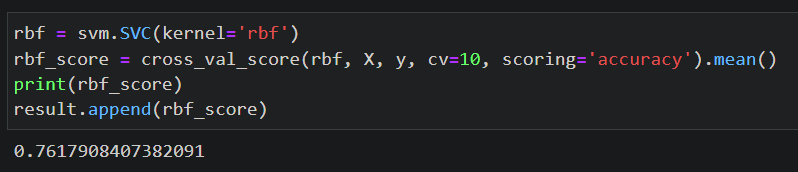 rbf = svm.SVC(kernel='rbf')
rbf_score = cross_val_score(rbf, X, y, cv=10, scoring='accuracy').mean()
print(rbf_score)
result.append(rbf_score)
0.7617908407382091